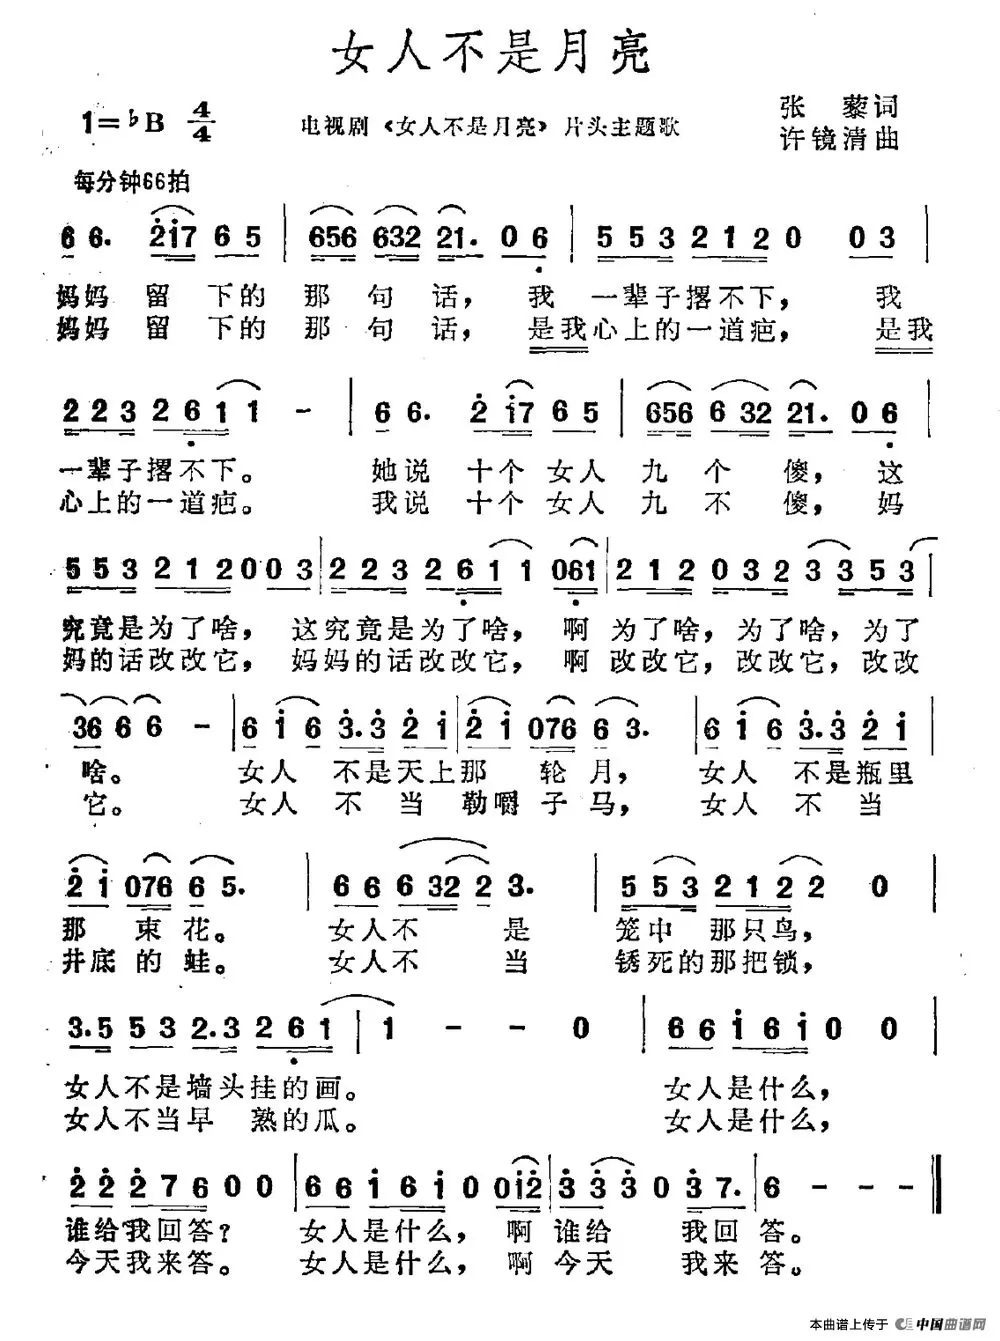 女人不是月亮
1=♭B 4/4
电视剧《女人不是月亮》片头主题歌
张藜词
许镜清曲
每分钟66拍
6 6. 2̇1̇7 6 5 | 656 632 21. 0 6̣ | 5 5 3 2 1 2 0 0 3
妈妈 留 下的 那 句 话, 我 一辈子撂不下, 我
妈妈 留 下的 那 句 话, 是我心上的一道疤, 是我
2 2 3 2 6̣ 1 1 - | 6 6. 2̇ 1̇7 6 5 | 656 6 32 21. 0 6̣
一辈子撂不下。 她说 十个 女人 九 个 傻, 这
心上的一道疤。 我说 十个 女人 九 不 傻, 妈
5 5 3 2 1 2 0 0 3 | 2 2 3 2 6̣ 1 1 06̣1 | 2 1 2 0 3 2 3 3 5 3
究竟是为了啥, 这究竟是为了啥, 啊 为了啥, 为了啥, 为了
妈的话改改它, 妈妈的话改改它, 啊 改改它, 改改它, 改改
36 6 6 - | 6 1̇ 6 3̇.3̇ 2̇ 1̇ | 2̇ 1̇ 076 6 3. | 6 1̇ 6 3̇.3̇ 2̇ 1̇
啥。 女人 不是天上那 轮 月, 女人 不是瓶里
它。 女人 不 当 勒嚼子马, 女人 不 当
2̇ 1̇ 076 6 5. | 6 6 6 32 2 3. | 5 5 3 2 1 2 2 0
那 束 花。 女人不 是 笼中 那只鸟,
井底 的 蛙。 女人不 当 锈死的那把锁,
3.5 5 3 2.3 2 6̣ 1 | 1 - - 0 | 6 6 1̇ 6 1̇ 0 0
女人不是墙头挂的画。 女人是什么,
女人不当早 熟的瓜。 女人是什么,
2̇ 2̇ 2̇ 7 6 0 0 | 6 6 1̇ 6 1̇ 0 01̇2̇ | 3̇ 3̇ 3̇ 0 3̇ 7. | 6 - - -
谁给我回答? 女人是什么, 啊 谁给 我回 答。
今天我来答。 女人是什么, 啊 今天 我来 答。
本曲谱上传于 中国曲谱网